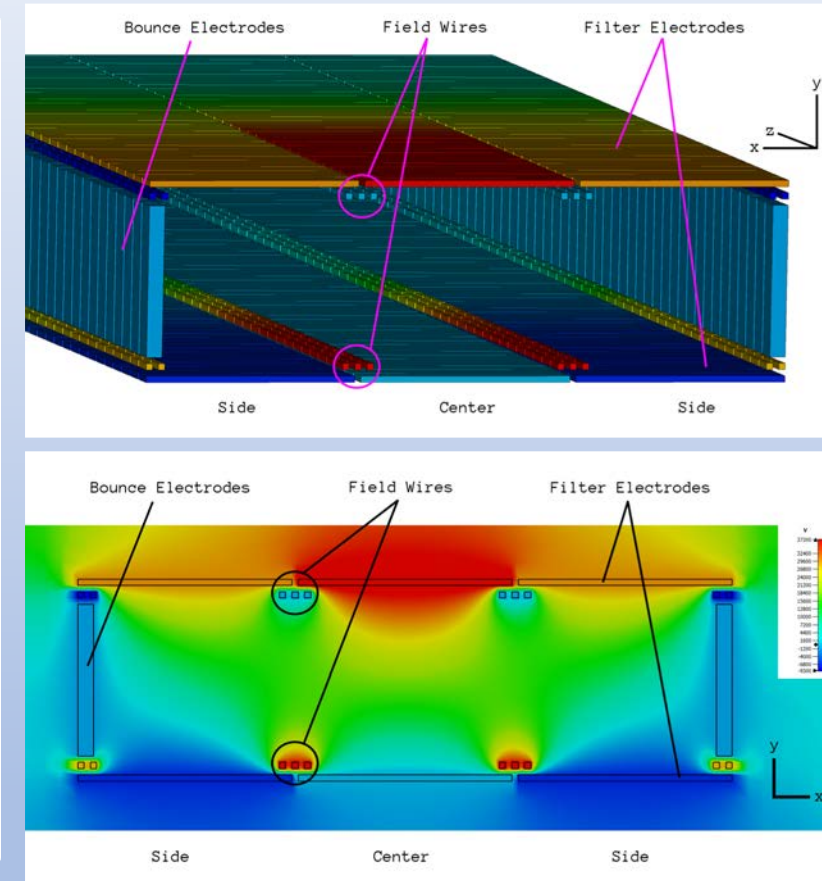 Bounce Electrodes Field Wires Filter Electrodes
y
z
x
Side Center Side
Bounce Electrodes Field Wires Filter Electrodes
v
y
x
Side Center Side